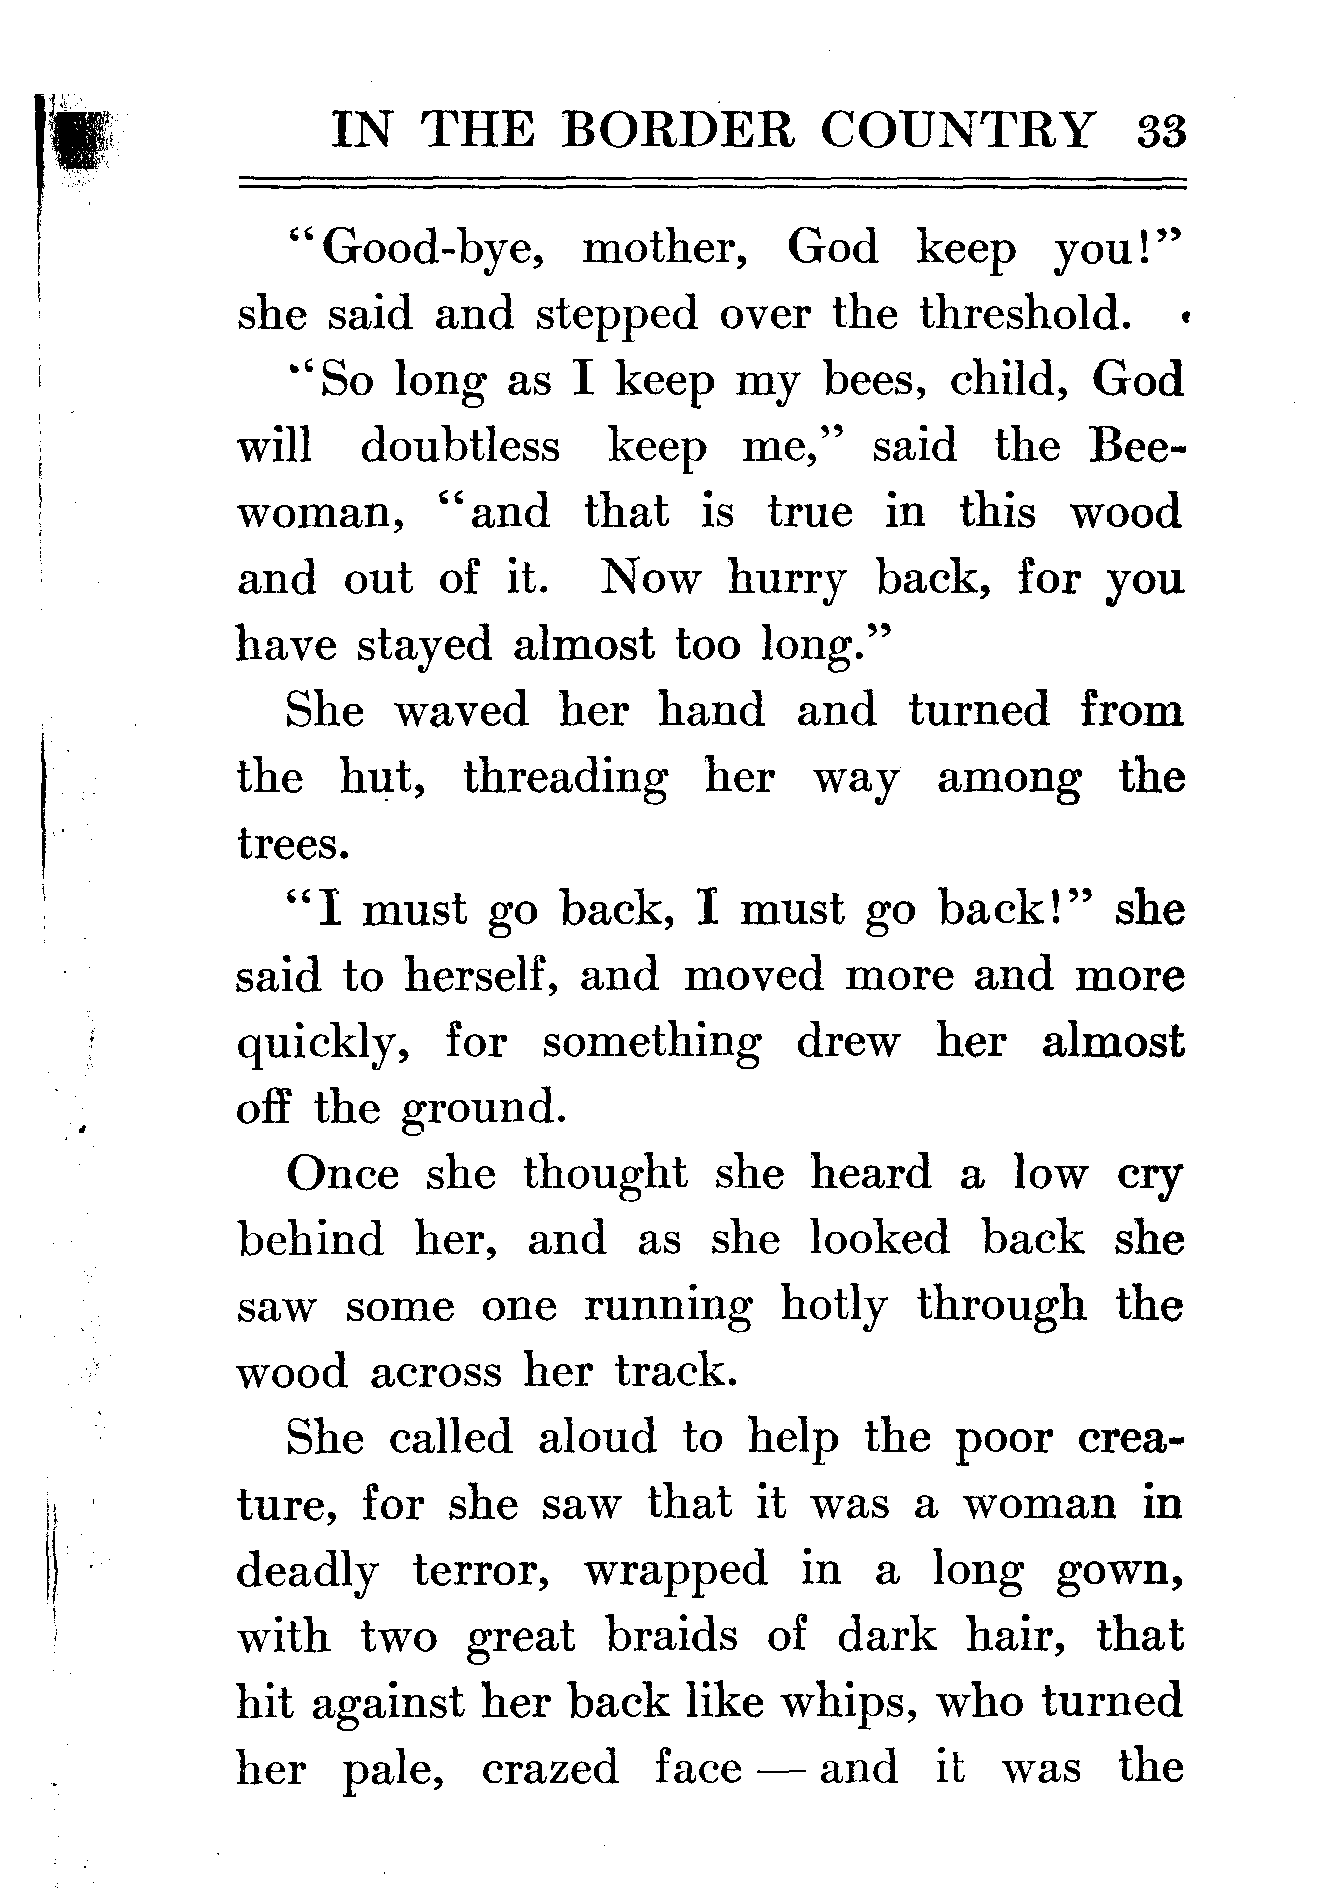 IN THE BORDER COUNTRY 33
“Good-bye, mother, God keep you!”
she said and stepped over the threshold.
“So long as I keep my bees, child, God
will doubtless keep me,” said the Bee-
woman, “and that is true in this wood
and out of it. Now hurry back, for you
have stayed almost too long.”
She waved her hand and turned from
the hut, threading her way among the
trees.
“I must go back, I must go back!” she
said to herself, and moved more and more
quickly, for something drew her almost
off the ground.
Once she thought she heard a low cry
behind her, and as she looked back she
saw some one running hotly through the
wood across her track.
She called aloud to help the poor crea-
ture, for she saw that it was a woman in
deadly terror, wrapped in a long gown,
with two great braids of dark hair, that
hit against her back like whips, who turned
her pale, crazed face — and it was the